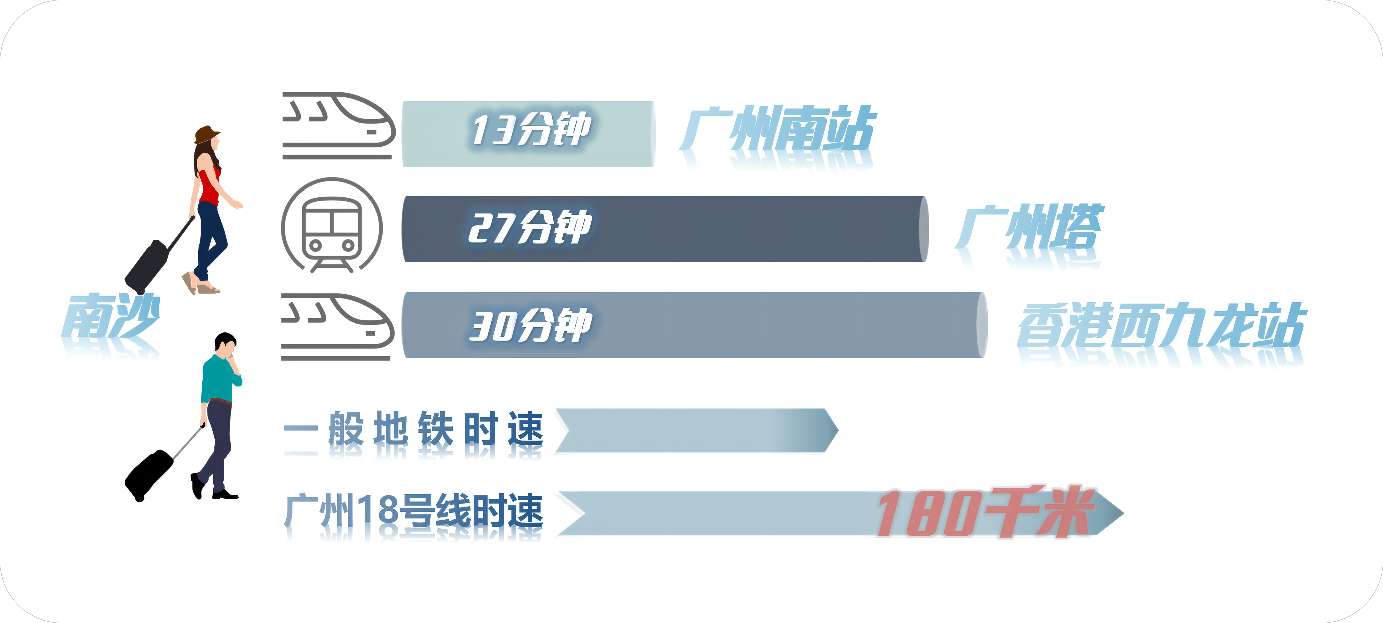 13分钟
广州南站
27分钟
广州塔
30分钟
香港西九龙站
南沙
一般地铁时速
广州18号线时速
180千米